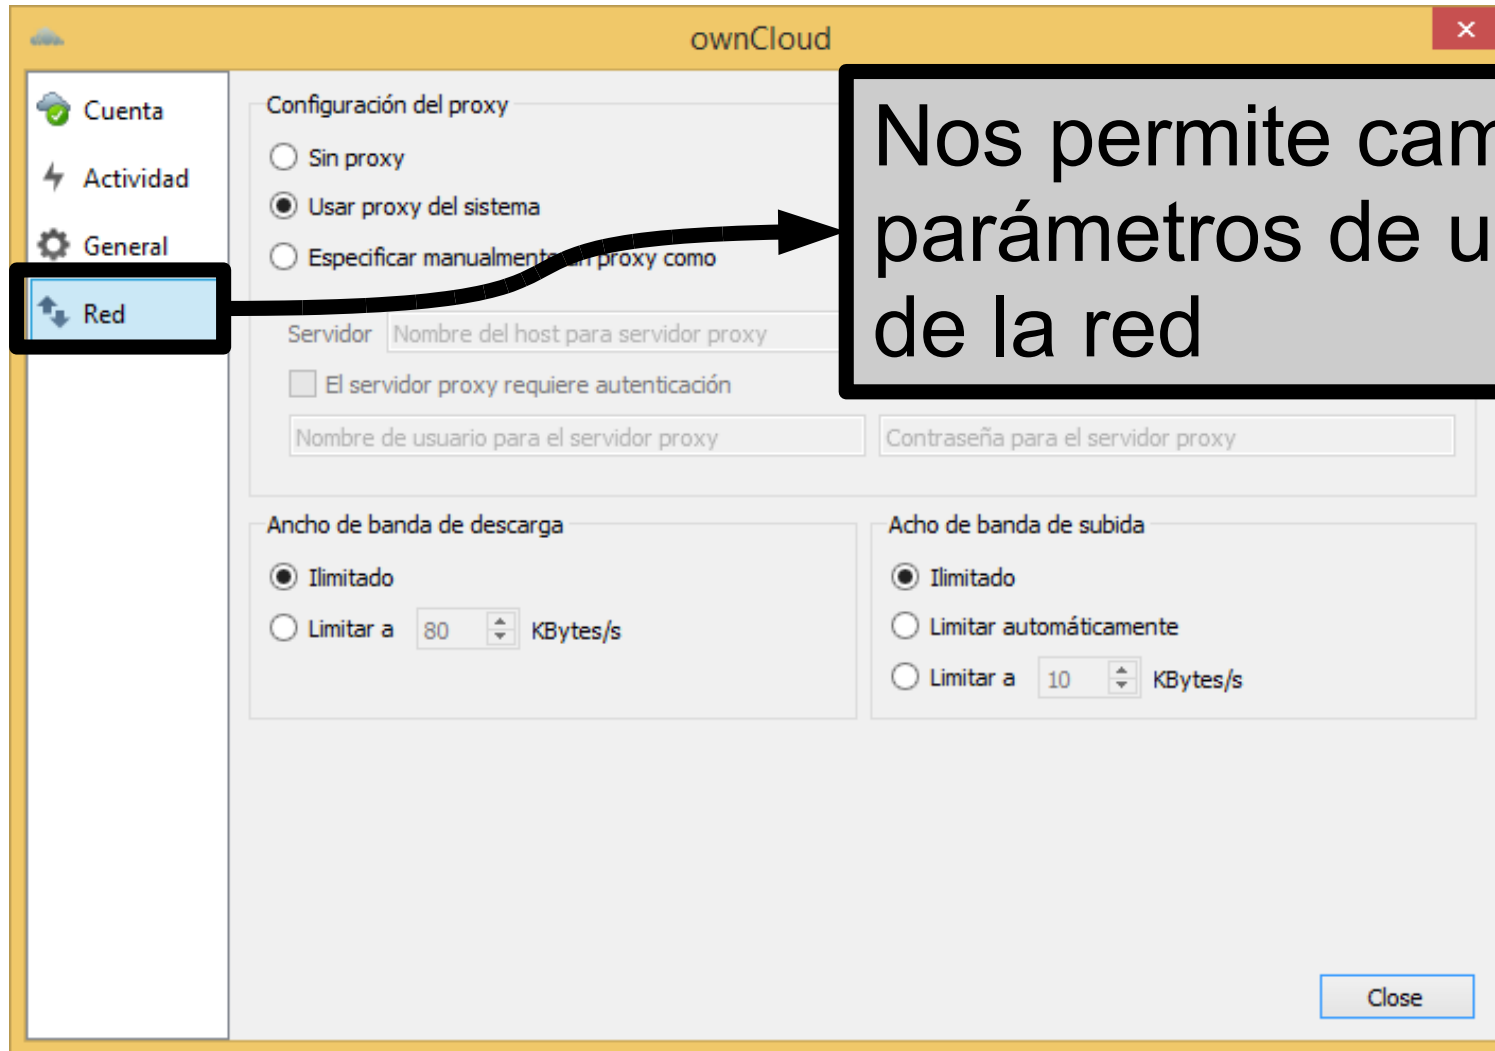 ownCloud
Cuenta
Actividad
General
Red
Configuración del proxy
Sin proxy
Usar proxy del sistema
Especificar manualmente un proxy como
Servidor Nombre del host para servidor proxy
El servidor proxy requiere autenticación
Nombre de usuario para el servidor proxy Contraseña para el servidor proxy
Nos permite
parámetros de
de la red
Ancho de banda de descarga
Ilimitado
Limitar a 80 KBytes/s
Acho de banda de subida
Ilimitado
Limitar automáticamente
Limitar a 10 KBytes/s
Close